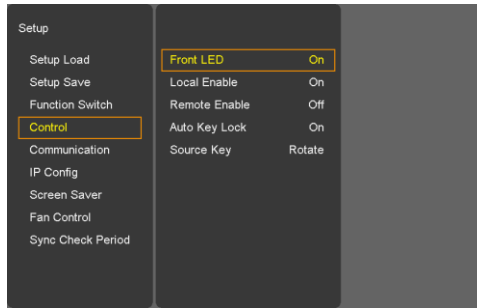 Setup
Setup Load
Setup Save
Function Switch
Control
Communication
IP Config
Screen Saver
Fan Control
Sync Check Period
Front LED On
Local Enable On
Remote Enable Off
Auto Key Lock On
Source Key Rotate